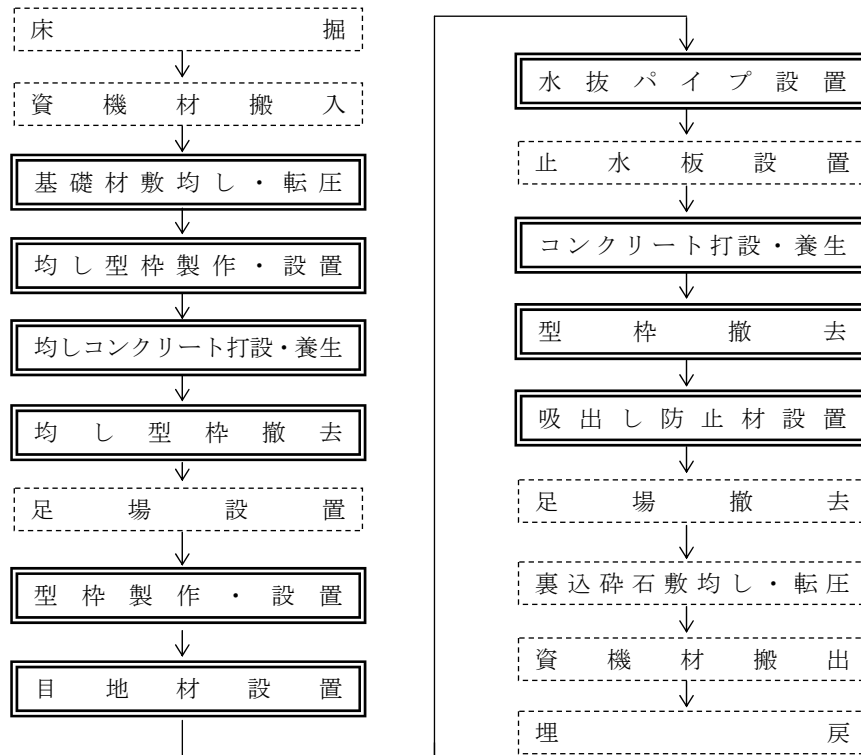 床掘
資機材搬入
基礎材敷均し・転圧
均し型枠製作・設置
均しコンクリート打設・養生
均し型枠撤去
足場設置
型枠製作・設置
目地材設置
水抜パイプ設置
止水板設置
コンクリート打設・養生
型枠撤去
吸出し防止材設置
足場撤去
裏込砕石敷均し・転圧
資機材搬出
埋戻